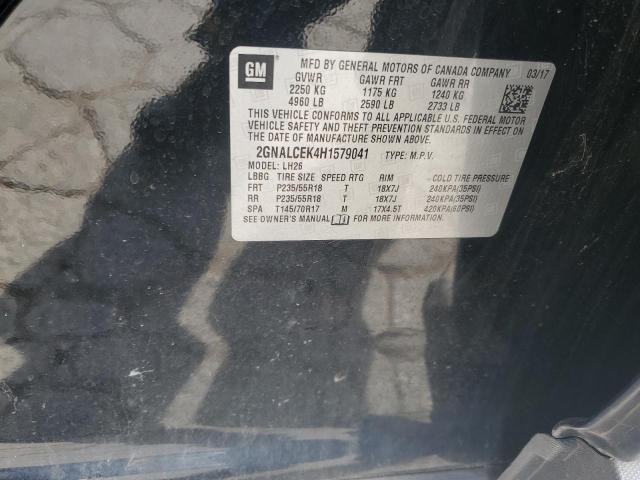 GM
MFD BY GENERAL MOTORS OF CANADA COMPANY 03/17
GVWR GAWR FRT GAWR RR
2250 KG 1175 KG 1240 KG
4960 LB 2590 LB 2733 LB
THIS VEHICLE CONFORMS TO ALL APPLICABLE U.S. FEDERAL MOTOR
VEHICLE SAFETY AND THEFT PREVENTION STANDARDS IN EFFECT ON
THE DATE OF MANUFACTURE SHOWN ABOVE.
2GNALCEK4H1579041 TYPE: M.P.V.
MODEL: LH26
LBBG TIRE SIZE SPEED RTG RIM COLD TIRE PRESSURE
FRT P235/55R18 T 18X7J 240KPA(35PSI)
RR P235/55R18 T 18X7J 240KPA(35PSI)
SPA T145/70R17 M 17X4.5T 420KPA(60PSI)
SEE OWNER'S MANUAL FOR MORE INFORMATION.